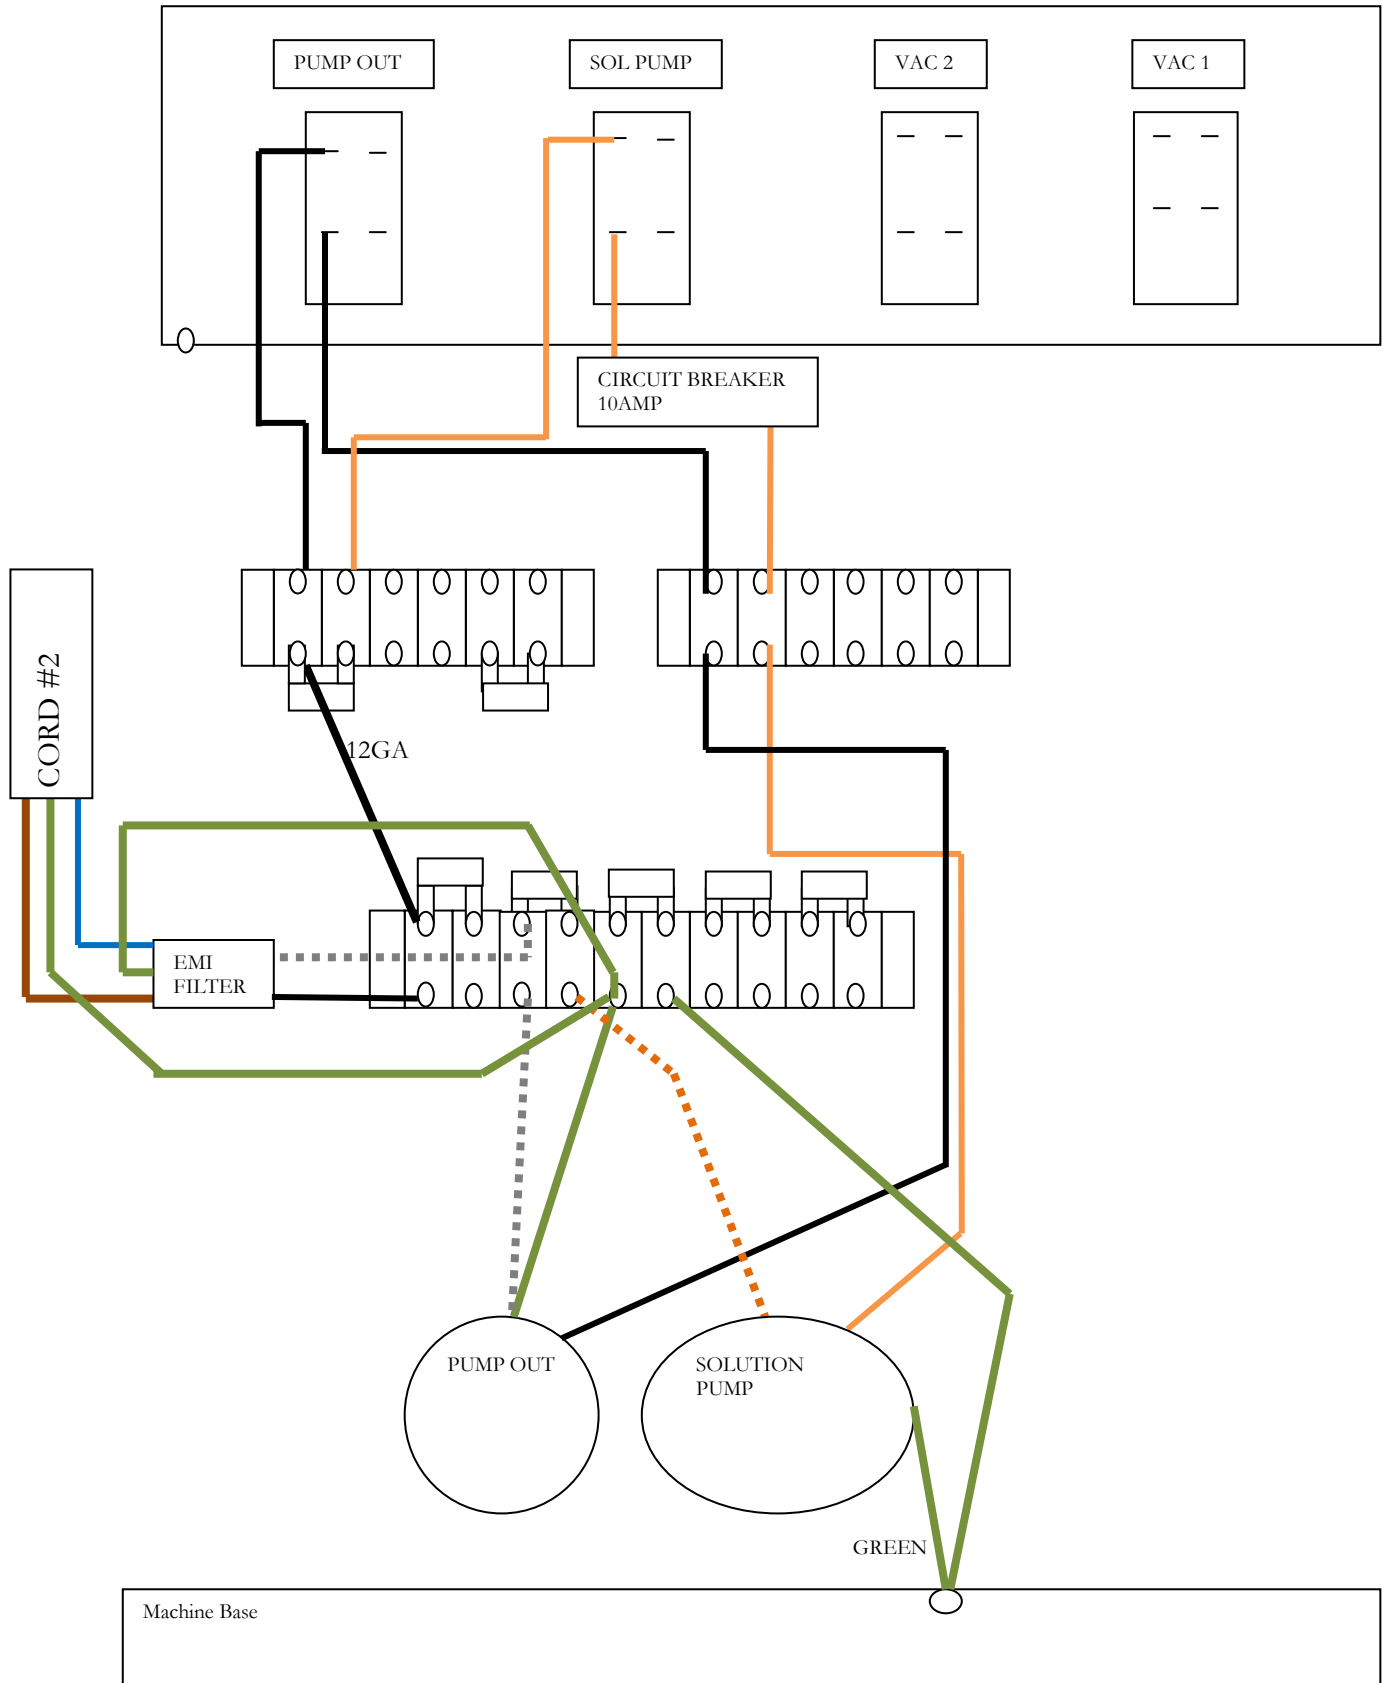 PUMP OUT
SOL PUMP
VAC 2
VAC 1
CIRCUIT BREAKER
10AMP
CORD #2
12GA
EMI
FILTER
PUMP OUT
SOLUTION
PUMP
GREEN
Machine Base